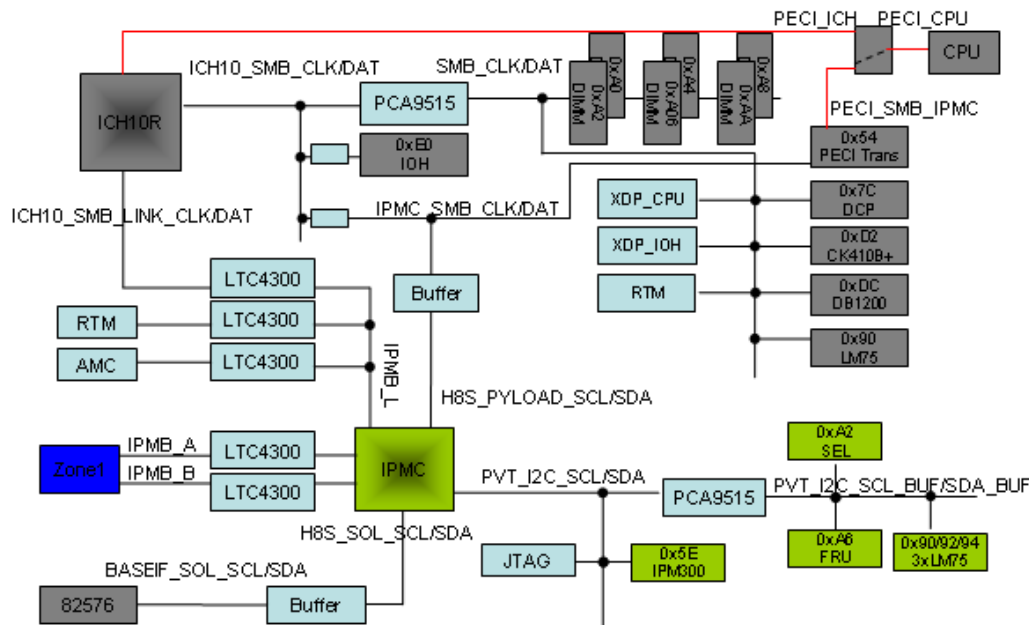 PECI_ICH
PECI_CPU
CPU
ICH10_SMB_CLK/DAT
SMB_CLK/DAT
ICH10R
PCA9515
0xA0
0xA2
DIMM
0xA4
0xA06
DIMM
0xA8
0xAA
DIMM
PECI_SMB_IPMC
0xE0
IOH
0x54
PECI Trans
ICH10_SMB_LINK_CLK/DAT
IPMC_SMB_CLK/DAT
XDP_CPU
0x7C
DCP
XDP_IOH
0xD2
CK410B+
LTC4300
Buffer
RTM
0xDC
DB1200
RTM
LTC4300
AMC
LTC4300
0x90
LM75
IPMB_L
H8S_PYLOAD_SCL/SDA
Zone1
IPMB_A
IPMB_B
LTC4300
LTC4300
IPMC
0xA2
SEL
PVT_I2C_SCL/SDA
PCA9515
PVT_I2C_SCL_BUF/SDA_BUF
H8S_SOL_SCL/SDA
JTAG
0x5E
IPM300
0xA6
FRU
0x90/92/94
3xLM75
BASEIF_SOL_SCL/SDA
82576
Buffer